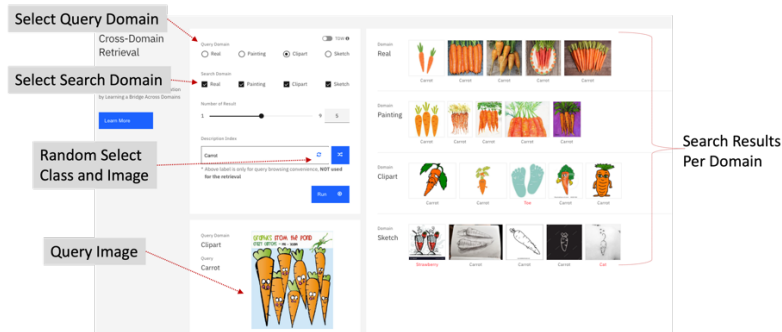 Select Query Domain
Cross-Domain
Retrieval
Select Search Domain
by Learning a Bridge Across Domains
Learn More
Random Select
Class and Image
Query Image
Query Domain
Real
Painting
Clipart
Sketch
Search Domain
Real
Painting
Clipart
Sketch
Number of Result
1
9
5
Description Index
Carrot
* Above label is only for query browsing convenience, NOT used
for the retrieval
Run
Query Domain
Clipart
Query
Carrot
GRAPHICS FROM the POND
Domain
Real
Carrot
Carrot
Carrot
Carrot
Carrot
Domain
Painting
Carrot
Carrot
Carrot
Carrot
Carrot
Domain
Clipart
Carrot
Carrot
Toe
Carrot
Carrot
Domain
Sketch
Strawberry
Carrot
Carrot
Carrot
Cat
Search Results
Per Domain